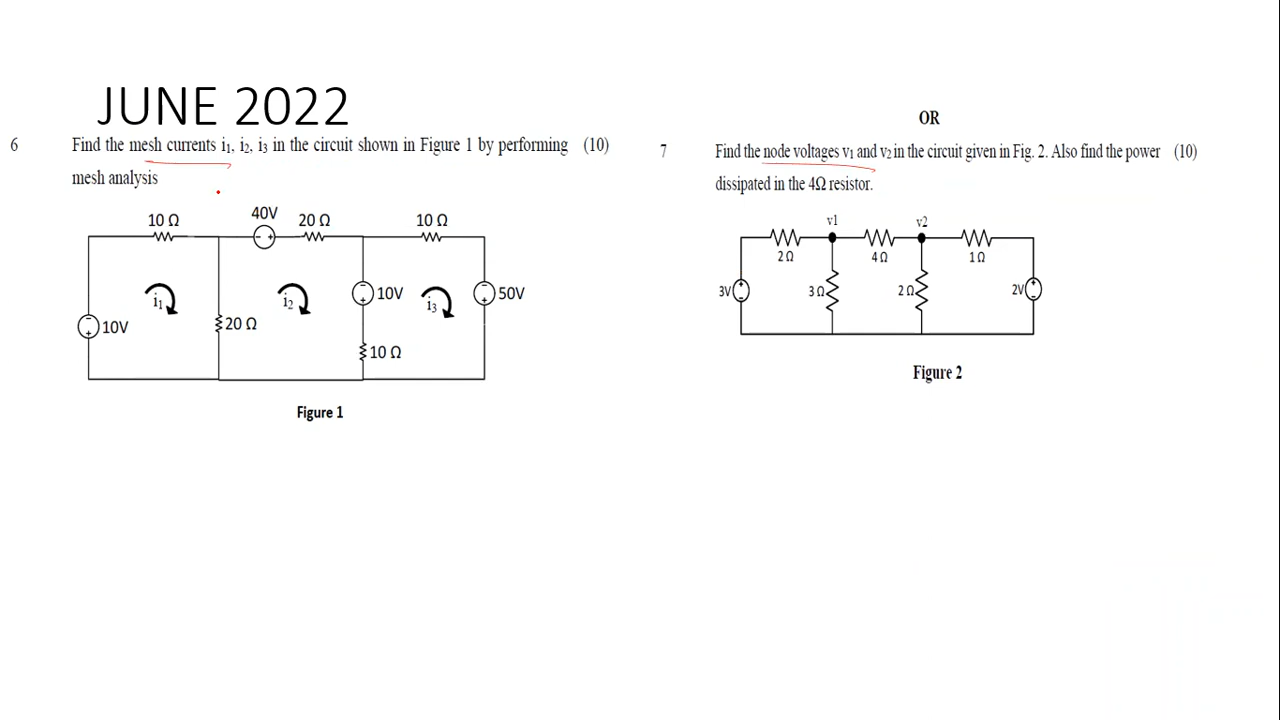 JUNE 2022
6 Find the mesh currents i1, i2, i3 in the circuit shown in Figure 1 by performing (10)
mesh analysis
10 Ω 40V 20 Ω 10 Ω
i1 i2 10V i3 50V
10V 20 Ω
10 Ω
Figure 1
OR
7 Find the node voltages v1 and v2 in the circuit given in Fig. 2. Also find the power (10)
dissipated in the 4Ω resistor.
v1 v2
2Ω 4Ω 1Ω
3V 3Ω 2Ω 2V
Figure 2